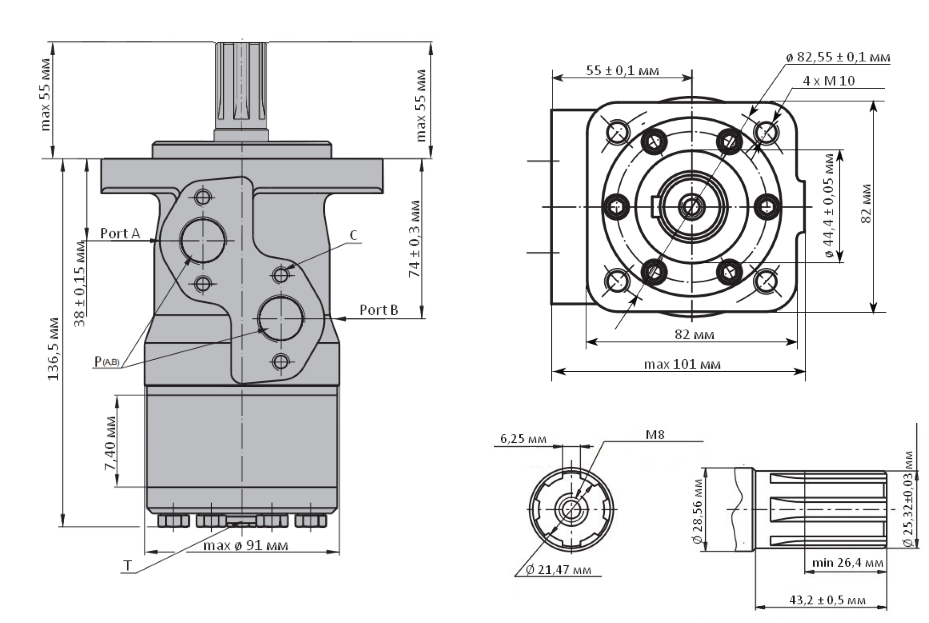 max 55 мм
max 55 мм
Port A
38 ± 0,15 мм
C
74 ± 0,3 мм
Port B
P(A,B)
136,5 мм
7,40 мм
max ø 91 мм
T
55 ± 0,1 мм
ø 82,55 ± 0,1 мм
4 x M 10
ø 44,4 ± 0,05 мм
82 мм
82 мм
max 101 мм
6,25 мм
M8
Ø 21,47 мм
Ø 28,56 мм
Ø 25,32±0,03 мм
min 26,4 мм
43,2 ± 0,5 мм